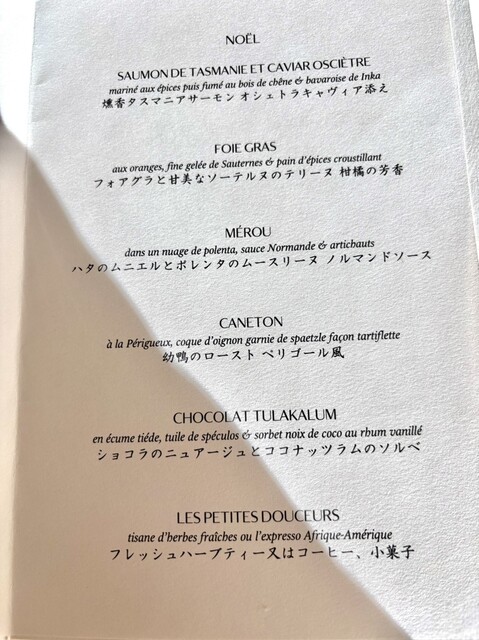 NOËL
SAUMON DE TASMANIE ET CAVIAR OSCIÈTRE
mariné aux épices puis fumé au bois de chêne & bavaroise de Inka
燻香タスマニアサーモン オシェトラキャヴィア添え
FOIE GRAS
aux oranges, fine gelée de Sauternes & pain d'épices croustillant
フォアグラと甘美なソーテルヌのテリーヌ 柑橘の芳香
MÉROU
dans un nuage de polenta, sauce Normande & artichauts
ハタのムニエルとポレンタのムースリーヌ ノルマンドソース
CANETON
à la Périgueux, coque d'oignon garnie de spaetzle façon tartiflette
幼鴨のロースト ペリゴール風
CHOCOLAT TULAKALUM
en écume tiéde, tuile de spéculos & sorbet noix de coco au rhum vanillé
ショコラのニュアージュとココナッツラムのソルベ
LES PETITES DOUCEURS
tisane d'herbes fraîches ou l'expresso Afrique-Amérique
フレッシュハーブティー又はコーヒー、小菓子